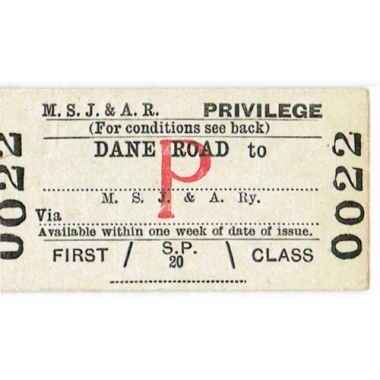 M. S. J. & A. R. PRIVILEGE
(For conditions see back)
DANE ROAD to
P
M. S. J. & A. Ry.
Via
Available within one week of date of issue.
FIRST / S.P. 20 \ CLASS
0022
0022